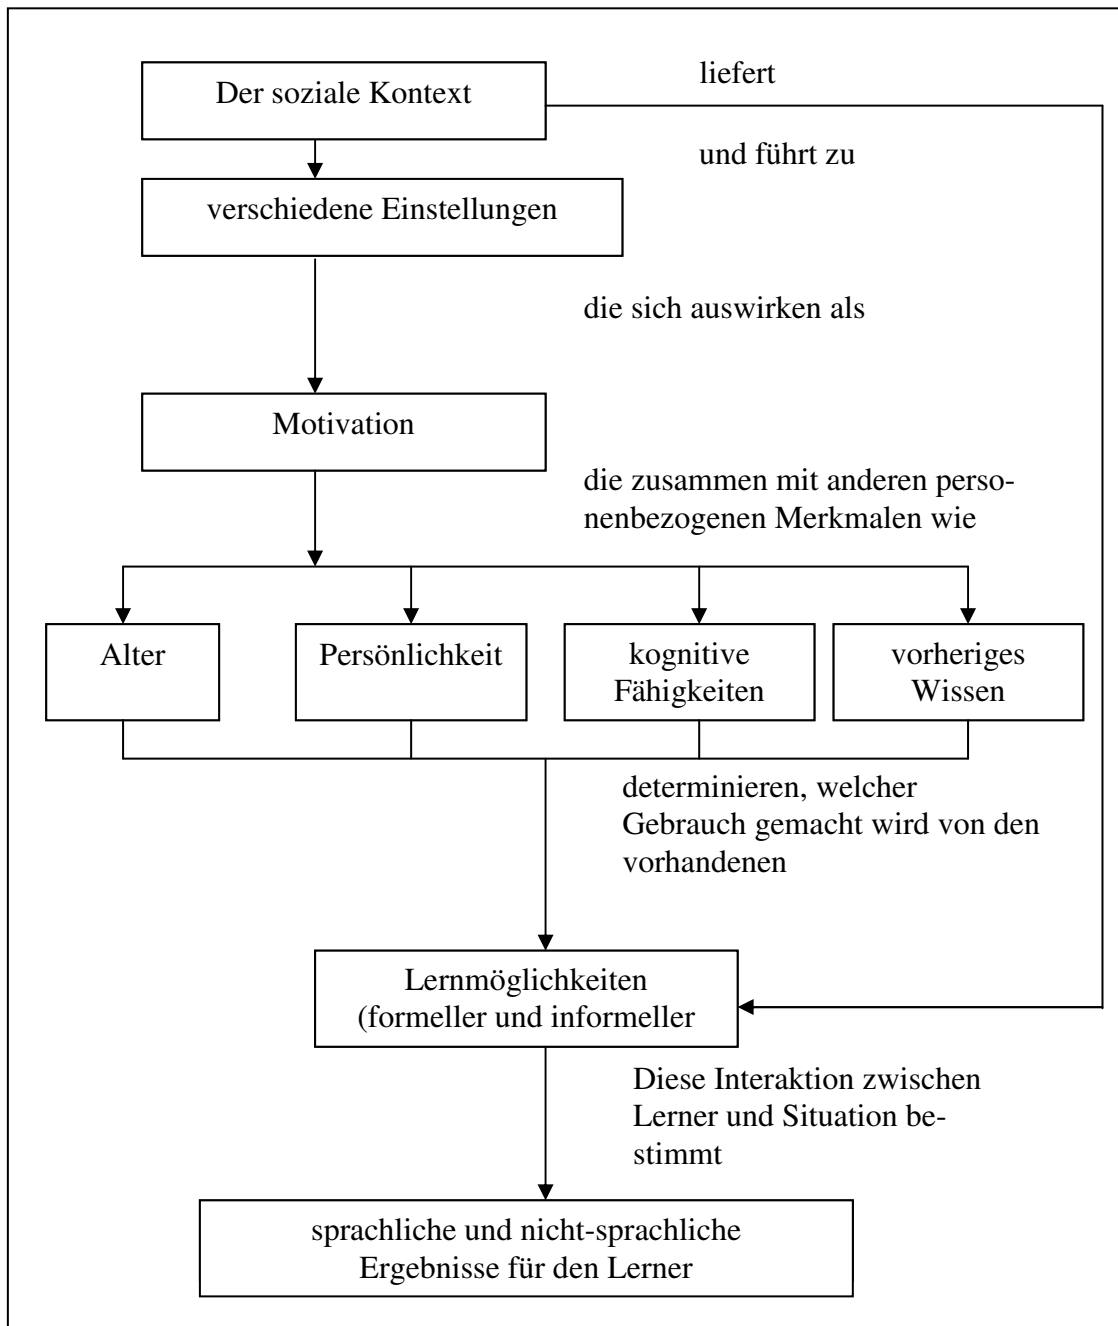 liefert
Der soziale Kontext
und führt zu
verschiedene Einstellungen
die sich auswirken als
Motivation
die zusammen mit anderen perso-
nenbezogenen Merkmalen wie
Alter
Persönlichkeit
kognitive
Fähigkeiten
vorheriges
Wissen
determinieren, welcher
Gebrauch gemacht wird von den
vorhandenen
Lernmöglichkeiten
(formeller und informeller
Diese Interaktion zwischen
Lerner und Situation be-
stimmt
sprachliche und nicht-sprachliche
Ergebnisse für den Lerner